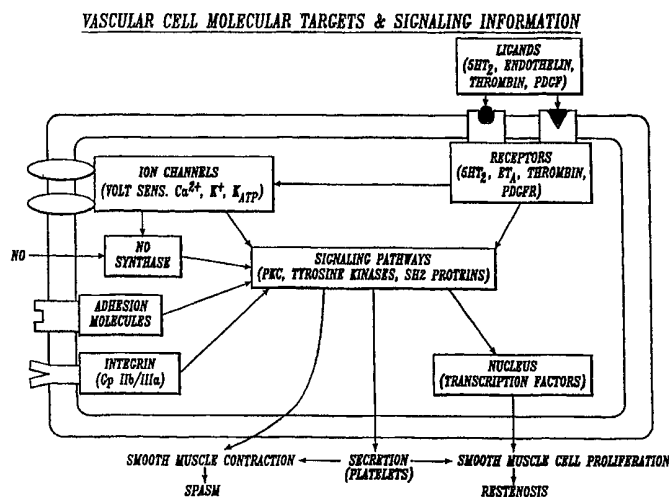 VASCULAR CELL MOLECULAR TARGETS & SIGNALING INFORMATION
LIGANDS
(5HT2, ENDOTHELIN,
THROMBIN, PDGF)
ION CHANNELS
(VOLT SENS. Ca2+, K+, KATP)
RECEPTORS
(5HT2, ETA, THROMBIN,
PDGFR)
NO
NO
SYNTHASE
SIGNALING PATHWAYS
(PKC, TYROSINE KINASES, SH2 PROTEINS)
ADHESION
MOLECULES
INTEGRIN
(Gp IIb/IIIa)
NUCLEUS
(TRANSCRIPTION FACTORS)
SMOOTH MUSCLE CONTRACTION
SECRETION
(PLATELETS)
SMOOTH MUSCLE CELL PROLIFERATION
SPASM
RESTENOSIS